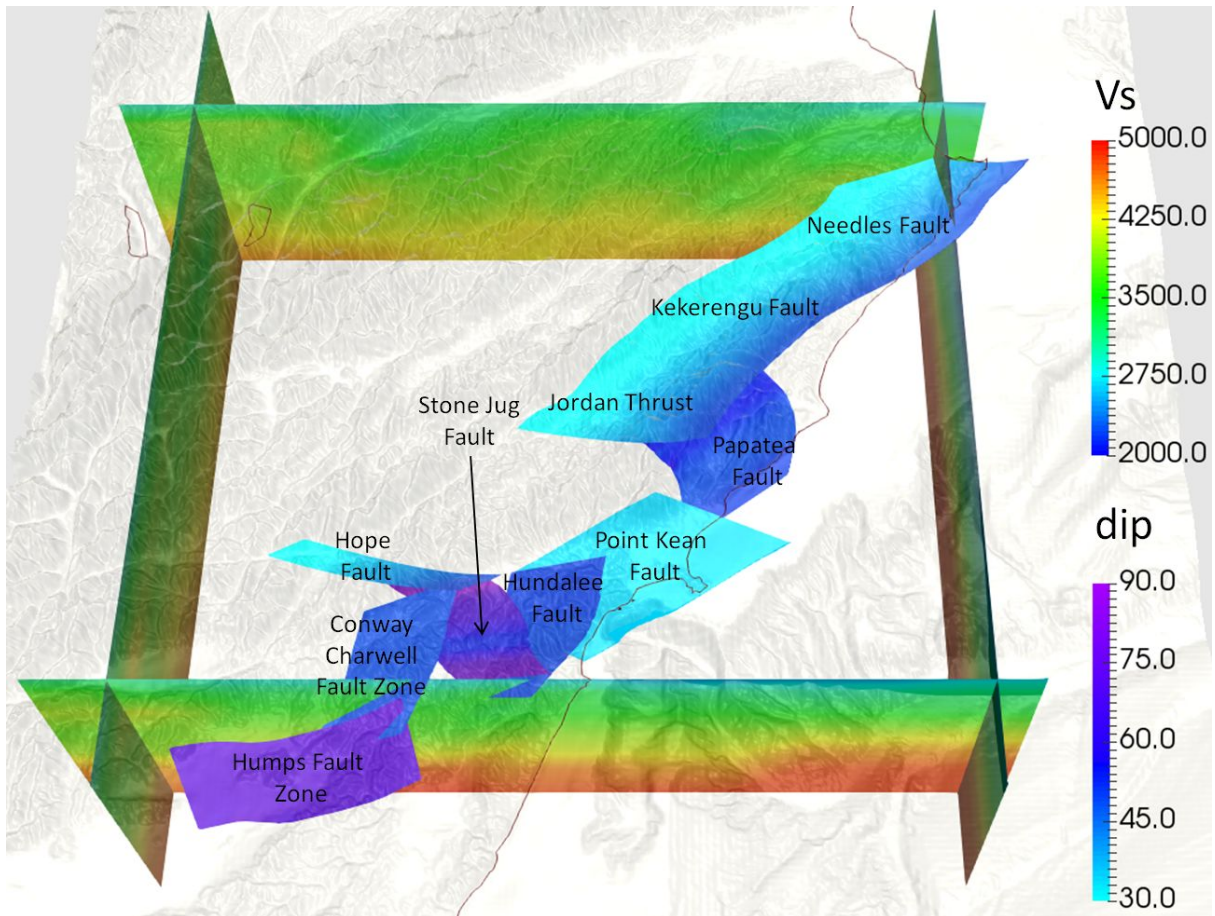 Vs
5000.0
4250.0
3500.0
2750.0
2000.0
Needles Fault
Kekerengu Fault
Jordan Thrust
Stone Jug
Fault
Papatea
Fault
Hope
Fault
Point Kean
Fault
Hundalee
Fault
Conway
Charwell
Fault Zone
Humps Fault
Zone
dip
90.0
75.0
60.0
45.0
30.0